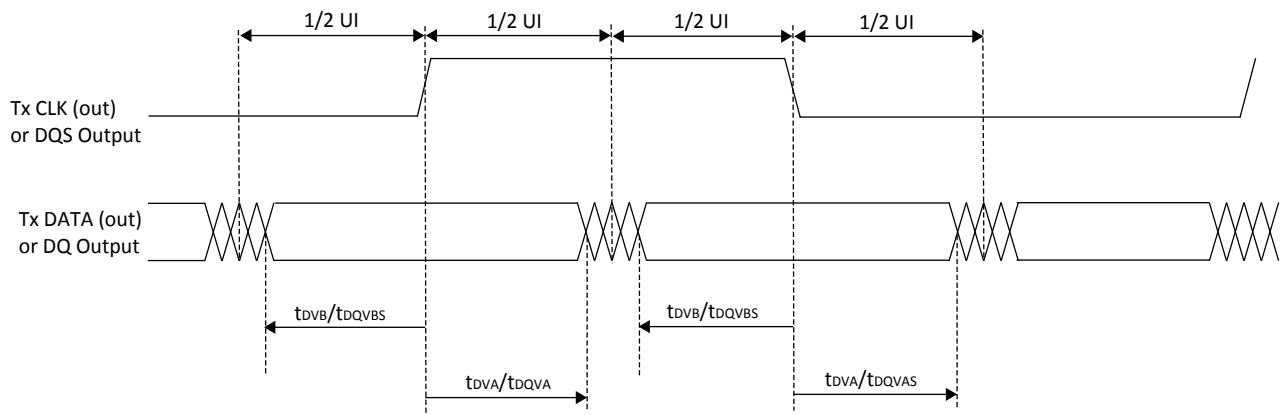 1/2 UI
1/2 UI
1/2 UI
1/2 UI
Tx CLK (out)
or DQS Output
Tx DATA (out)
or DQ Output
tDVB/tDQVBS
tDVB/tDQVBS
tDVA/tDQVA
tDVA/tDQVAS